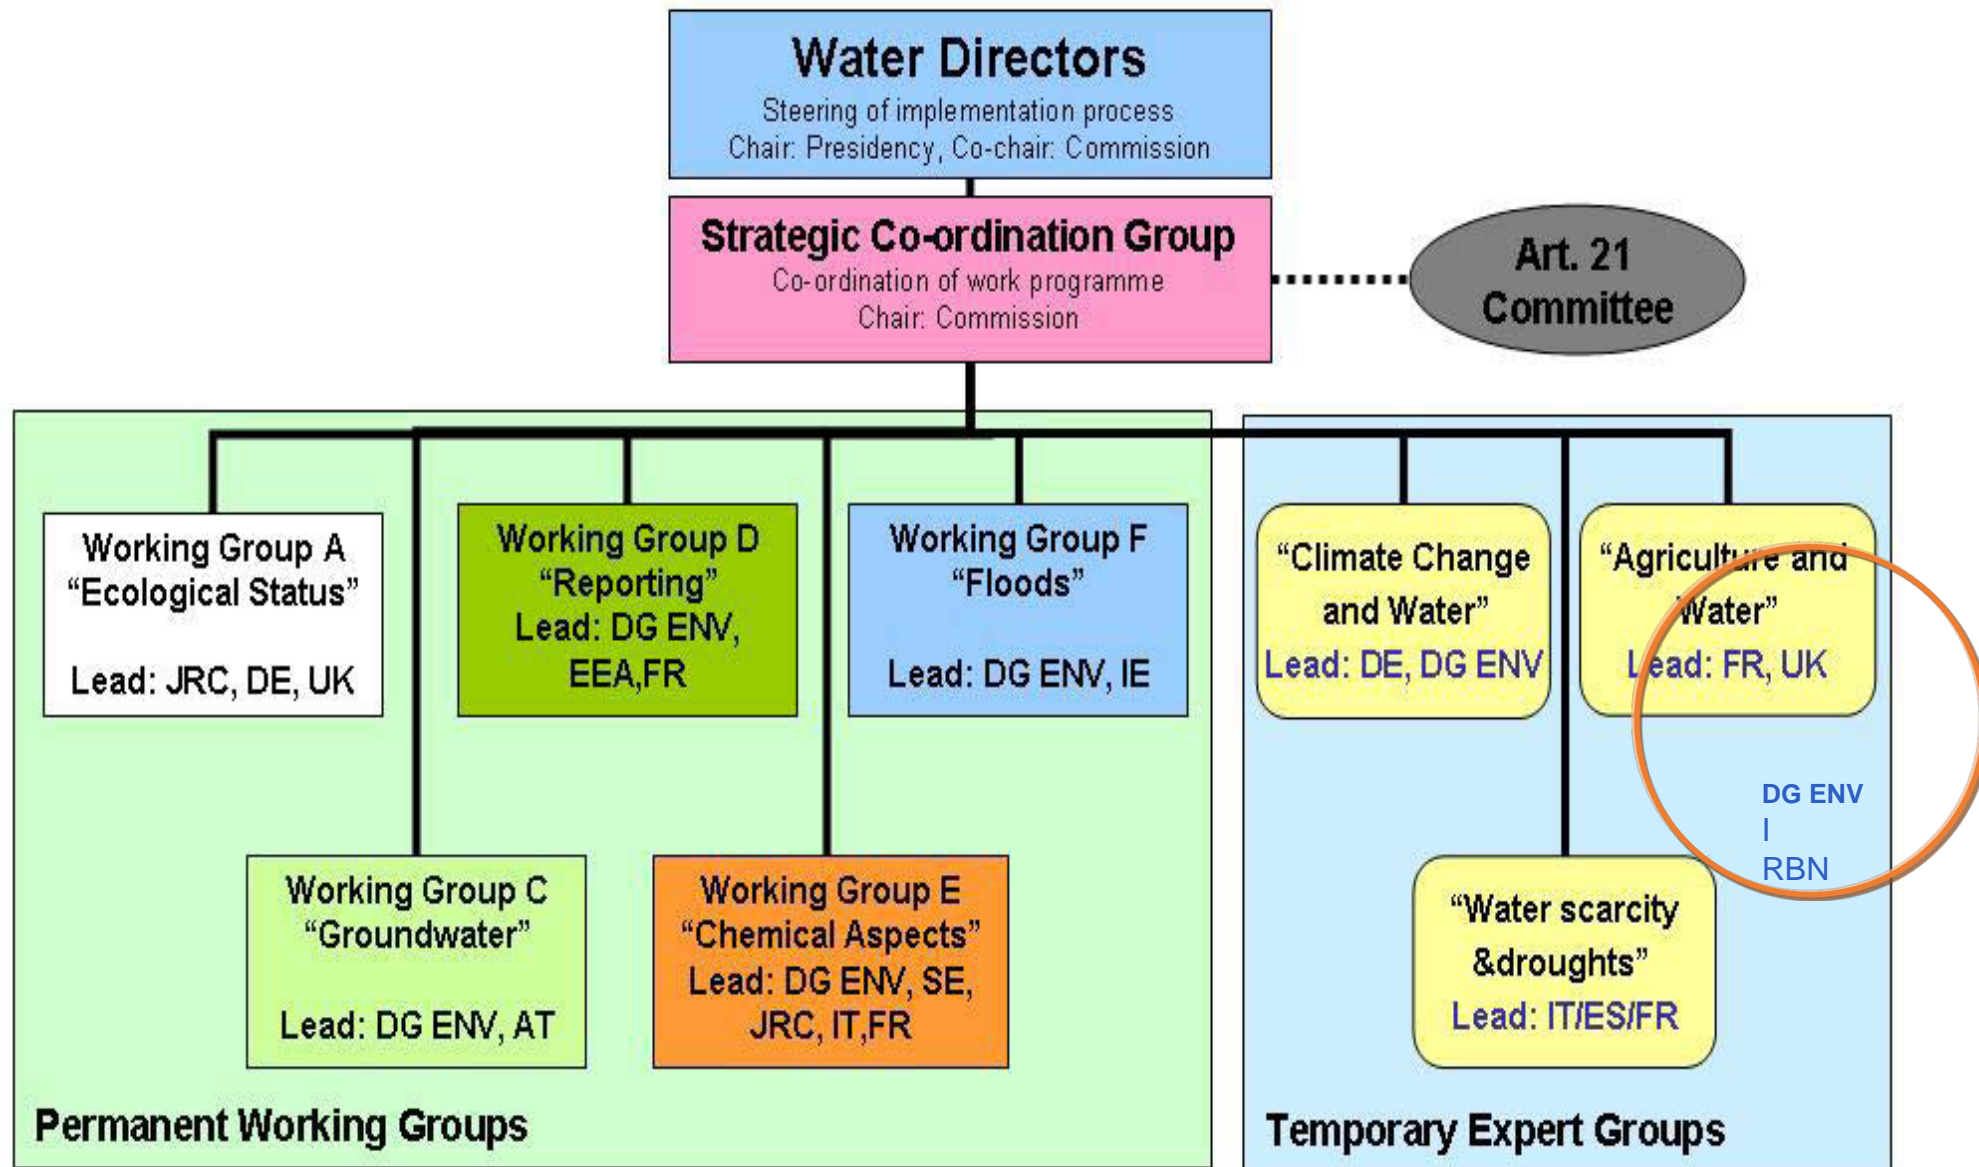 Water Directors
Steering of implementation process
Chair: Presidency, Co-chair: Commission
Strategic Co-ordination Group
Co-ordination of work programme
Chair: Commission
Art. 21
Committee
Working Group A
“Ecological Status”
Lead: JRC, DE, UK
Working Group D
“Reporting”
Lead: DG ENV,
EEA,FR
Working Group F
“Floods”
Lead: DG ENV, IE
“Climate Change
and Water”
Lead: DE, DG ENV
“Agriculture and
Water”
Lead: FR, UK
DG ENV
I
RBN
Working Group C
“Groundwater”
Lead: DG ENV, AT
Working Group E
“Chemical Aspects”
Lead: DG ENV, SE,
JRC, IT,FR
“Water scarcity
&droughts”
Lead: IT/ES/FR
Permanent Working Groups
Temporary Expert Groups